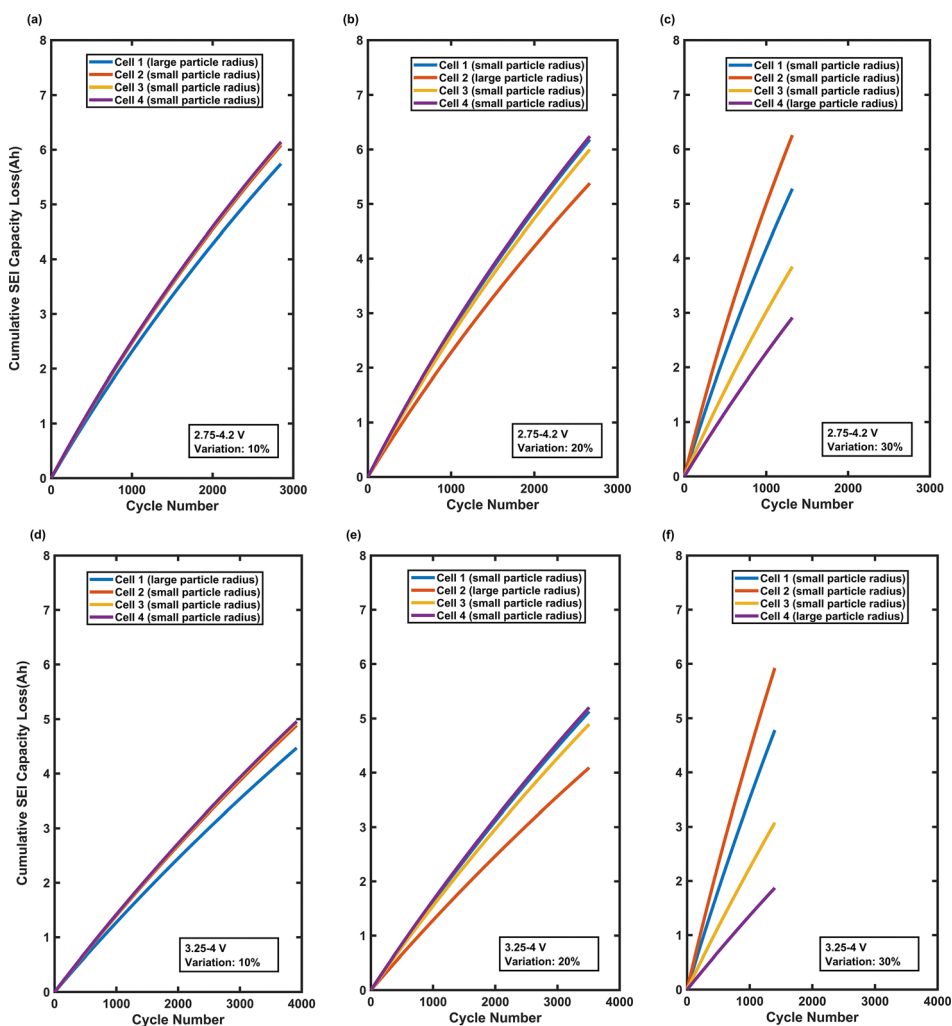 (a)
8
7
6
5
4
3
2
1
0
Cumulative SEI Capacity Loss(Ah)
Cell 1 (large particle radius)
Cell 2 (small particle radius)
Cell 3 (small particle radius)
Cell 4 (small particle radius)
2.75-4.2 V
Variation: 10%
0 1000 2000 3000
Cycle Number
(b)
8
7
6
5
4
3
2
1
0
Cell 1 (small particle radius)
Cell 2 (large particle radius)
Cell 3 (small particle radius)
Cell 4 (small particle radius)
2.75-4.2 V
Variation: 20%
0 1000 2000 3000
Cycle Number
(c)
8
7
6
5
4
3
2
1
0
Cell 1 (small particle radius)
Cell 2 (small particle radius)
Cell 3 (small particle radius)
Cell 4 (large particle radius)
2.75-4.2 V
Variation: 30%
0 1000 2000 3000
Cycle Number
(d)
8
7
6
5
4
3
2
1
0
Cumulative SEI Capacity Loss(Ah)
Cell 1 (large particle radius)
Cell 2 (small particle radius)
Cell 3 (small particle radius)
Cell 4 (small particle radius)
3.25-4 V
Variation: 10%
0 1000 2000 3000 4000
Cycle Number
(e)
8
7
6
5
4
3
2
1
0
Cell 1 (small particle radius)
Cell 2 (large particle radius)
Cell 3 (small particle radius)
Cell 4 (small particle radius)
3.25-4 V
Variation: 20%
0 1000 2000 3000 4000
Cycle Number
(f)
8
7
6
5
4
3
2
1
0
Cell 1 (small particle radius)
Cell 2 (small particle radius)
Cell 3 (small particle radius)
Cell 4 (large particle radius)
3.25-4 V
Variation: 30%
0 1000 2000 3000 4000
Cycle Number